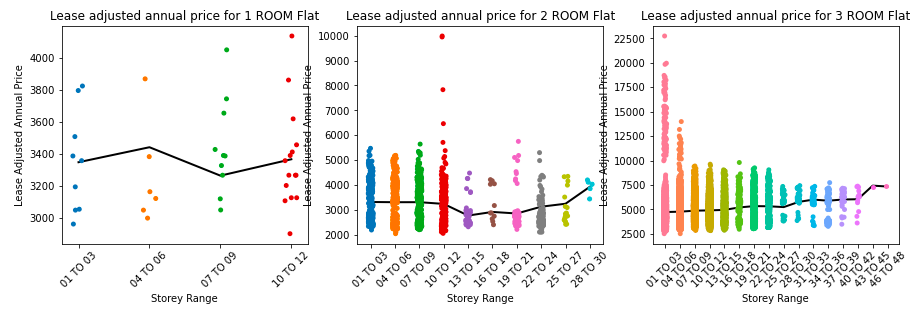 Lease adjusted annual price for 1 ROOM Flat
Lease Adjusted Annual Price
4000
3800
3600
3400
3200
3000
01 TO 03
04 TO 06
07 TO 09
10 TO 12
Storey Range
Lease adjusted annual price for 2 ROOM Flat
Lease Adjusted Annual Price
10000
9000
8000
7000
6000
5000
4000
3000
2000
01 TO 03
04 TO 06
07 TO 09
10 TO 12
13 TO 15
16 TO 18
19 TO 21
22 TO 24
25 TO 27
28 TO 30
Storey Range
Lease adjusted annual price for 3 ROOM Flat
Lease Adjusted Annual Price
22500
20000
17500
15000
12500
10000
7500
5000
2500
01 TO 03
04 TO 06
07 TO 09
10 TO 12
13 TO 15
16 TO 18
19 TO 21
22 TO 24
25 TO 27
28 TO 30
31 TO 33
34 TO 36
37 TO 39
40 TO 42
43 TO 45
46 TO 48
Storey Range